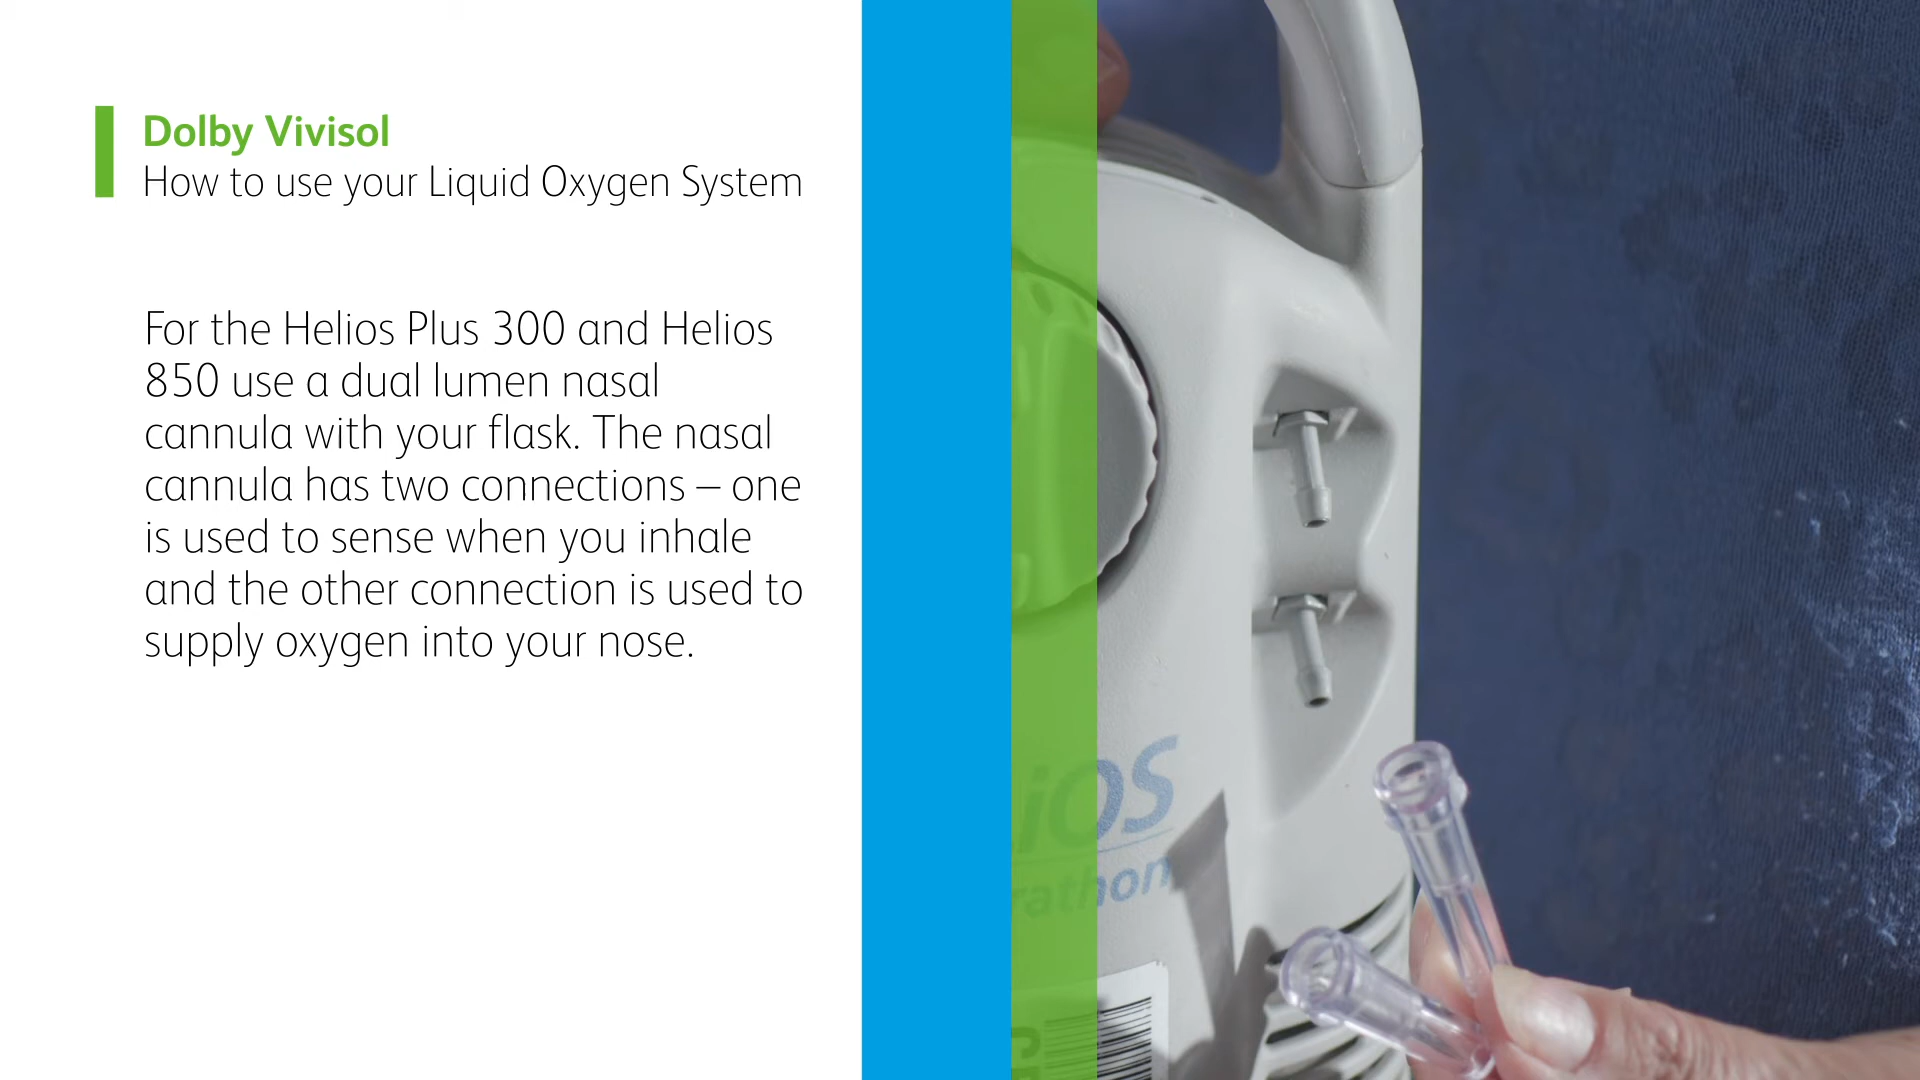 Dolby Vivisol
How to use your Liquid Oxygen System
For the Helios Plus 300 and Helios
850 use a dual lumen nasal
cannula with your flask. The nasal
cannula has two connections – one
is used to sense when you inhale
and the other connection is used to
supply oxygen into your nose.
iOS
rathon